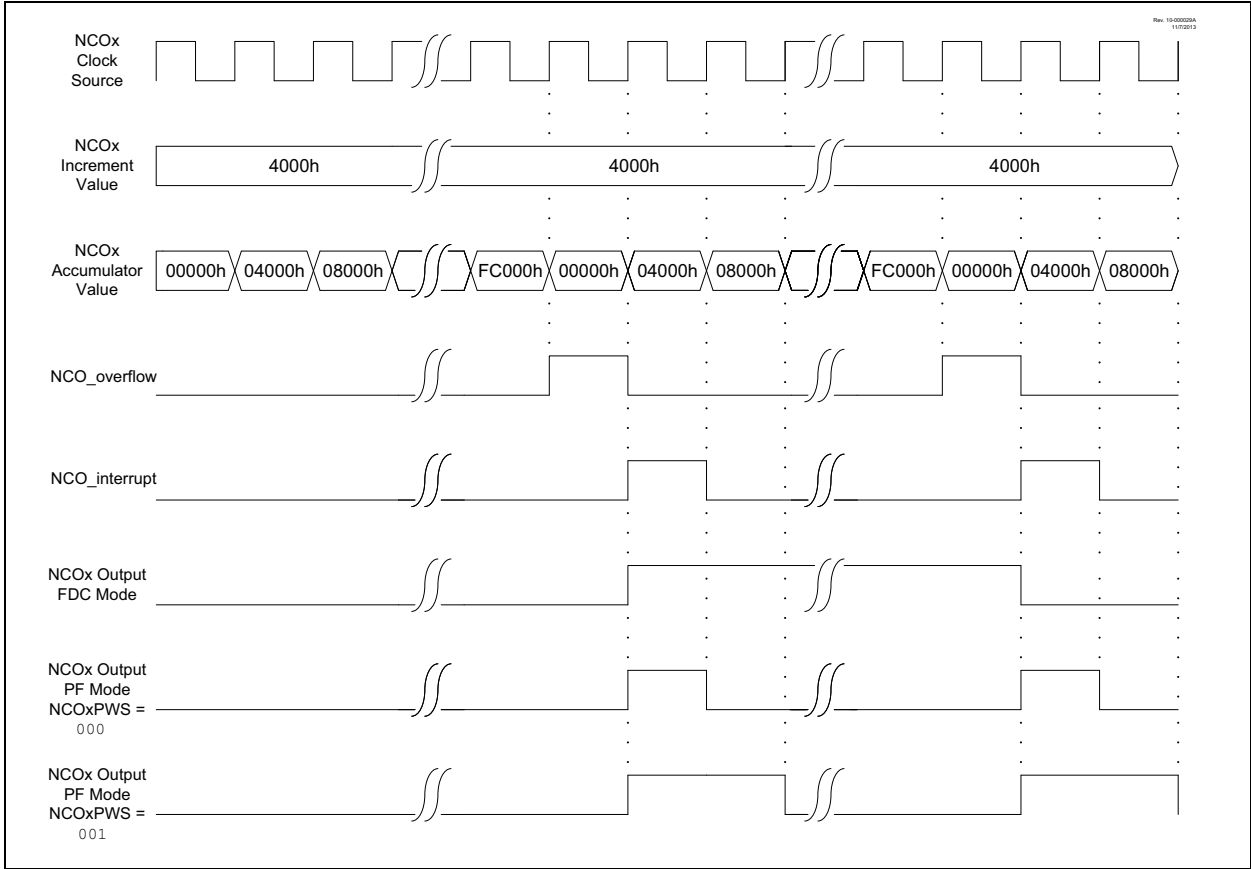 Rev. 10-000029A
11/7/2013
NCOx
Clock
Source
NCOx
Increment
Value
4000h
4000h
4000h
NCOx
Accumulator
Value
00000h
04000h
08000h
FC000h
00000h
04000h
08000h
FC000h
00000h
04000h
08000h
NCO_overflow
NCO_interrupt
NCOx Output
FDC Mode
NCOx Output
PF Mode
NCOxPWS =
000
NCOx Output
PF Mode
NCOxPWS =
001